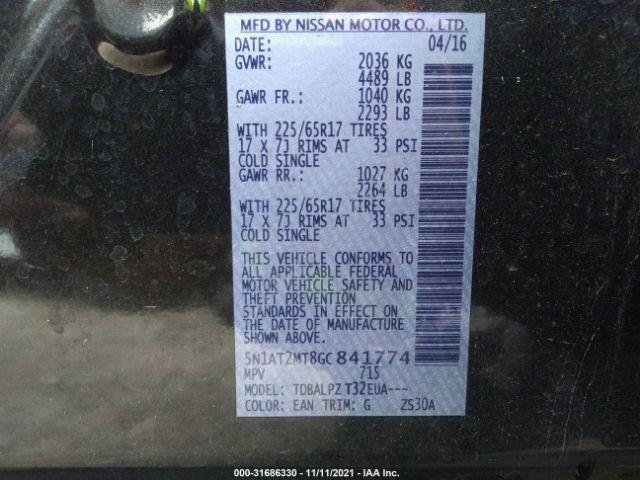 MFD BY NISSAN MOTOR CO., LTD.
DATE: 04/16
GVWR: 2036 KG
4489 LB
GAWR FR.: 1040 KG
2293 LB
WITH 225/65R17 TIRES
17 X 7J RIMS AT 33 PSI
COLD SINGLE
GAWR RR.: 1027 KG
2264 LB
WITH 225/65R17 TIRES
17 X 7J RIMS AT 33 PSI
COLD SINGLE
THIS VEHICLE CONFORMS TO
ALL APPLICABLE FEDERAL
MOTOR VEHICLE SAFETY AND
THEFT PREVENTION
STANDARDS IN EFFECT ON
THE DATE OF MANUFACTURE
SHOWN ABOVE.
5N1AT2MT8GC841774
MPV 715
MODEL: TDBALPZ T32EUA---
COLOR: EAN TRIM: G ZS30A
000-31686330 - 11/11/2021 - IAA Inc.